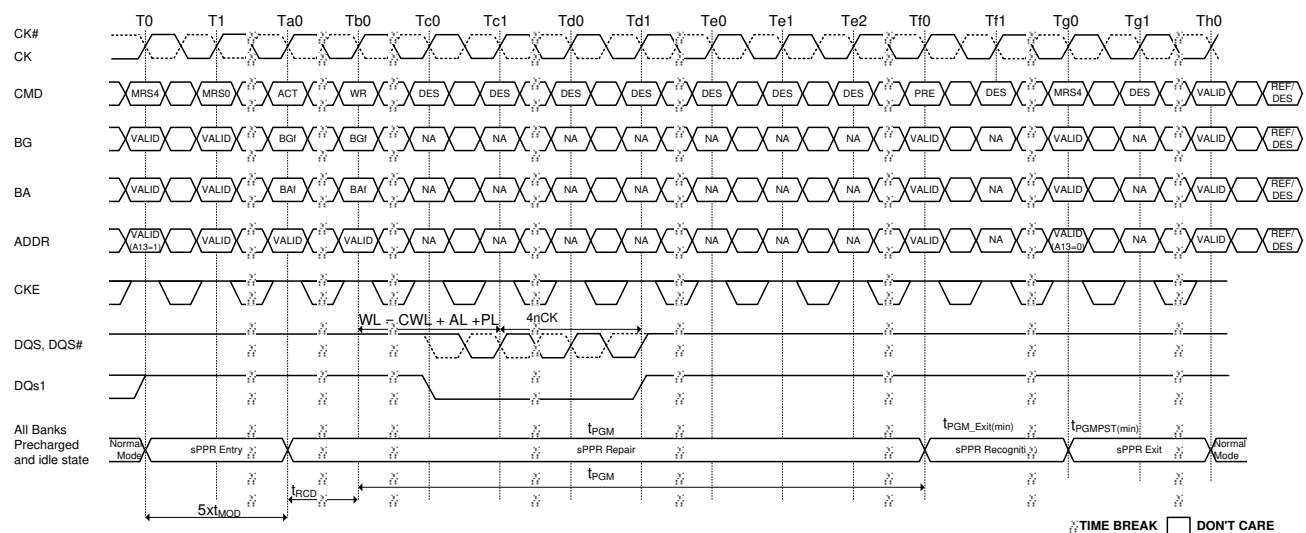 T0 T1 Ta0 Tb0 Tc0 Tc1 Td0 Td1 Te0 Te1 Te2 Tf0 Tf1 Tg0 Tg1 Th0
CK#
CK
CMD MRS4 MRS0 ACT WR DES DES DES DES DES DES DES PRE DES MRS4 DES VALID REF/
DES
BG VALID VALID BGf BGf NA NA NA NA NA NA NA VALID NA VALID NA VALID REF/
DES
BA VALID VALID BAf BAf NA NA NA NA NA NA NA VALID NA VALID NA VALID REF/
DES
ADDR VALID (A13=1) VALID VALID VALID NA NA NA NA NA NA NA VALID NA VALID (A13=0) NA VALID REF/
DES
CKE
WL = CWL + AL +PL 4nCK
DQS, DQS#
DQs1
All Banks
Precharged
and idle state
tPGM tPGM_Exit(min) tPGMPST(min)
Normal
Mode
sPPR Entry sPPR Repair sPPR Recogniti sPPR Exit
Normal
Mode
tRCD tPGM
5xtMOD
TIME BREAK DON'T CARE